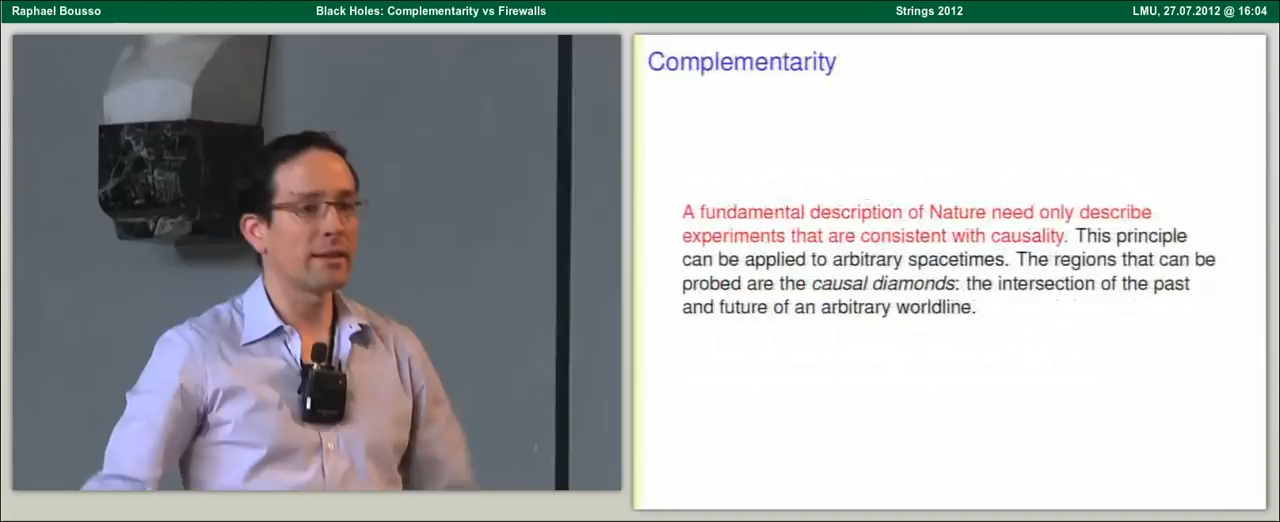 Raphael Bousso
Black Holes: Complementarity vs Firewalls
Strings 2012
LMU, 27.07.2012 @ 16:04
Complementarity
A fundamental description of Nature need only describe
experiments that are consistent with causality. This principle
can be applied to arbitrary spacetimes. The regions that can be
probed are the causal diamonds: the intersection of the past
and future of an arbitrary worldline.